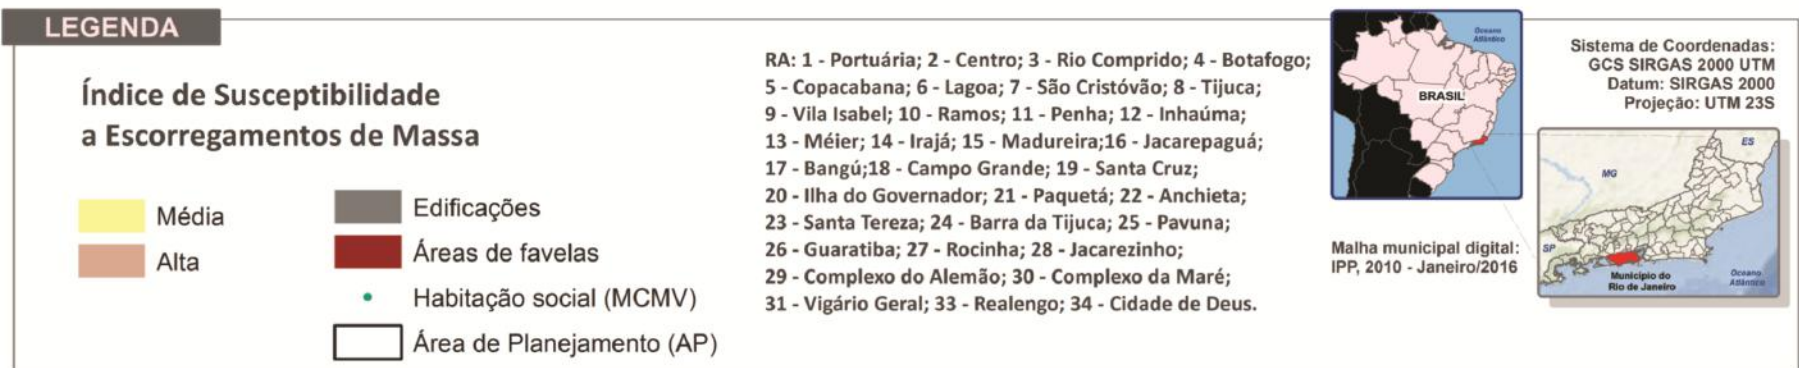 LEGENDA
Índice de Susceptibilidade
a Escorregamentos de Massa
Média
Alta
Edificações
Áreas de favelas
Habitação social (MCMV)
Área de Planejamento (AP)
RA: 1 - Portuária; 2 - Centro; 3 - Rio Comprido; 4 - Botafogo;
5 - Copacabana; 6 - Lagoa; 7 - São Cristóvão; 8 - Tijuca;
9 - Vila Isabel; 10 - Ramos; 11 - Penha; 12 - Inhaúma;
13 - Méier; 14 - Irajá; 15 - Madureira;16 - Jacarepaguá;
17 - Bangú;18 - Campo Grande; 19 - Santa Cruz;
20 - Ilha do Governador; 21 - Paquetá; 22 - Anchieta;
23 - Santa Tereza; 24 - Barra da Tijuca; 25 - Pavuna;
26 - Guaratiba; 27 - Rocinha; 28 - Jacarezinho;
29 - Complexo do Alemão; 30 - Complexo da Maré;
31 - Vigário Geral; 33 - Realengo; 34 - Cidade de Deus.
Oceano
Atlântico
BRASIL
Sistema de Coordenadas:
GCS SIRGAS 2000 UTM
Datum: SIRGAS 2000
Projeção: UTM 23S
Malha municipal digital:
IPP, 2010 - Janeiro/2016
ES
MG
SP
Município do
Rio de Janeiro
Oceano
Atlântico